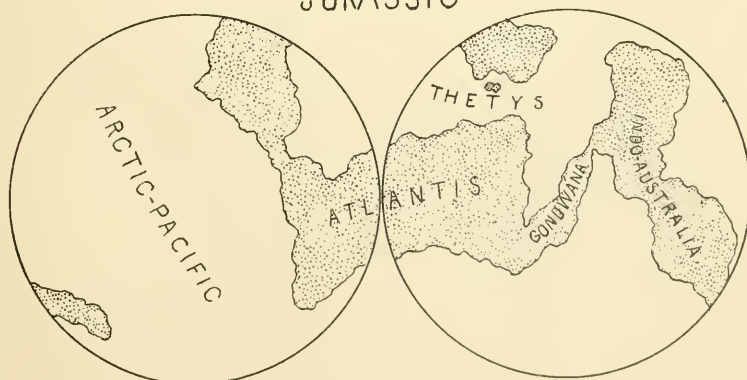 JURASSIC
ARCTIC-PACIFIC
ATLANTIS
THETYS
GONDWANA
INDO-AUSTRALIA